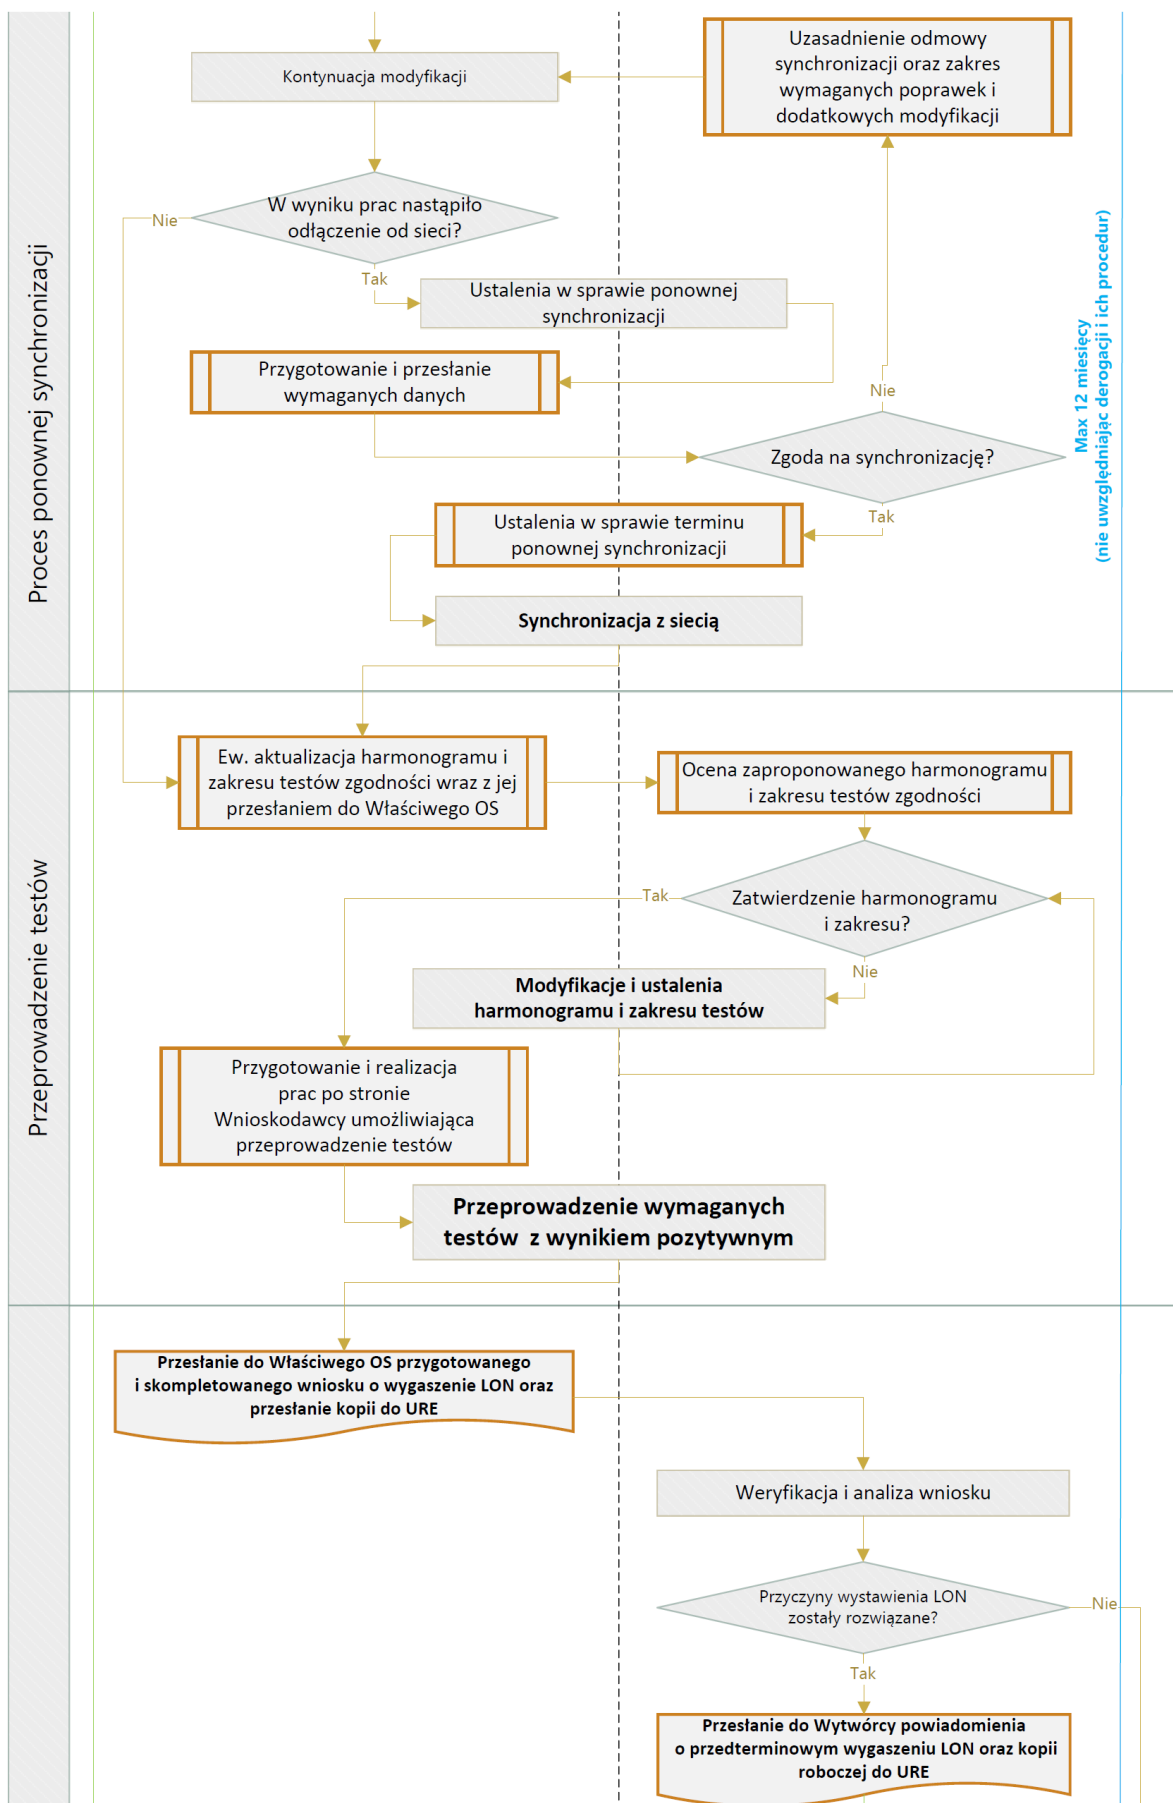 Proces ponownej synchronizacji
Kontynuacja modyfikacji
Uzasadnienie odmowy
synchronizacji oraz zakres
wymaganych poprawek i
dodatkowych modyfikacji
W wyniku prac nastąpiło
odłączenie od sieci?
Nie
Tak
Ustalenia w sprawie ponownej
synchronizacji
Przygotowanie i przesłanie
wymaganych danych
Nie
Zgoda na synchronizację?
Tak
Max 12 miesięcy
(nie uwzględniając derogacji i ich procedur)
Ustalenia w sprawie terminu
ponownej synchronizacji
Synchronizacja z siecią
Przeprowadzenie testów
Ew. aktualizacja harmonogramu i
zakresu testów zgodności wraz z jej
przesłaniem do Właściwego OS
Ocena zaproponowanego harmonogramu
i zakresu testów zgodności
Zatwierdzenie harmonogramu
i zakresu?
Tak
Nie
Modyfikacje i ustalenia
harmonogramu i zakresu testów
Przygotowanie i realizacja
prac po stronie
Wnioskodawcy umożliwiająca
przeprowadzenie testów
Przeprowadzenie wymaganych
testów z wynikiem pozytywnym
Przesłanie do Właściwego OS przygotowanego
i skompletowanego wniosku o wygaszenie LON oraz
przesłanie kopii do URE
Weryfikacja i analiza wniosku
Przyczyny wystawienia LON
zostały rozwiązane?
Nie
Tak
Przesłanie do Wytwórcy powiadomienia
o przedterminowym wygaszeniu LON oraz kopii
roboczej do URE